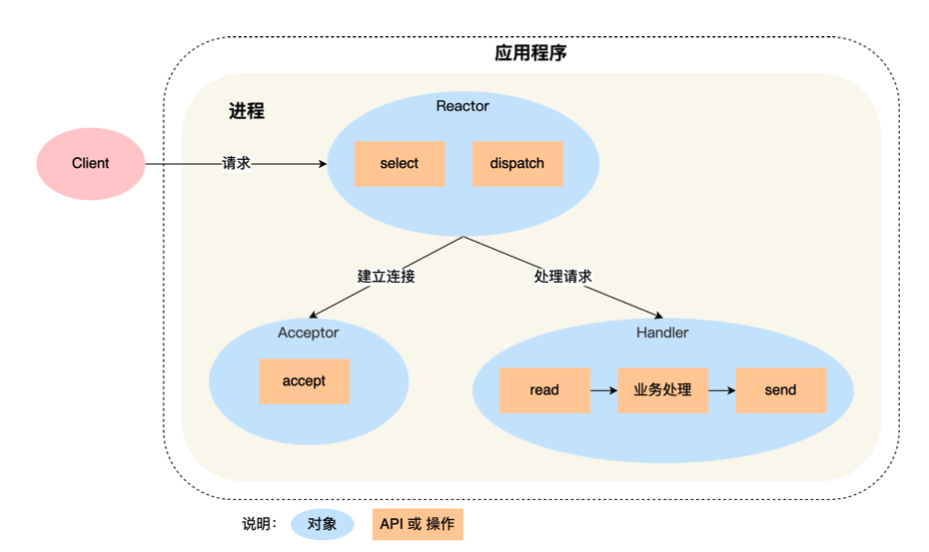 应用程序
进程
Reactor
Client
请求
select
dispatch
建立连接
处理请求
Acceptor
Handler
accept
read
业务处理
send
说明：
对象
API 或 操作